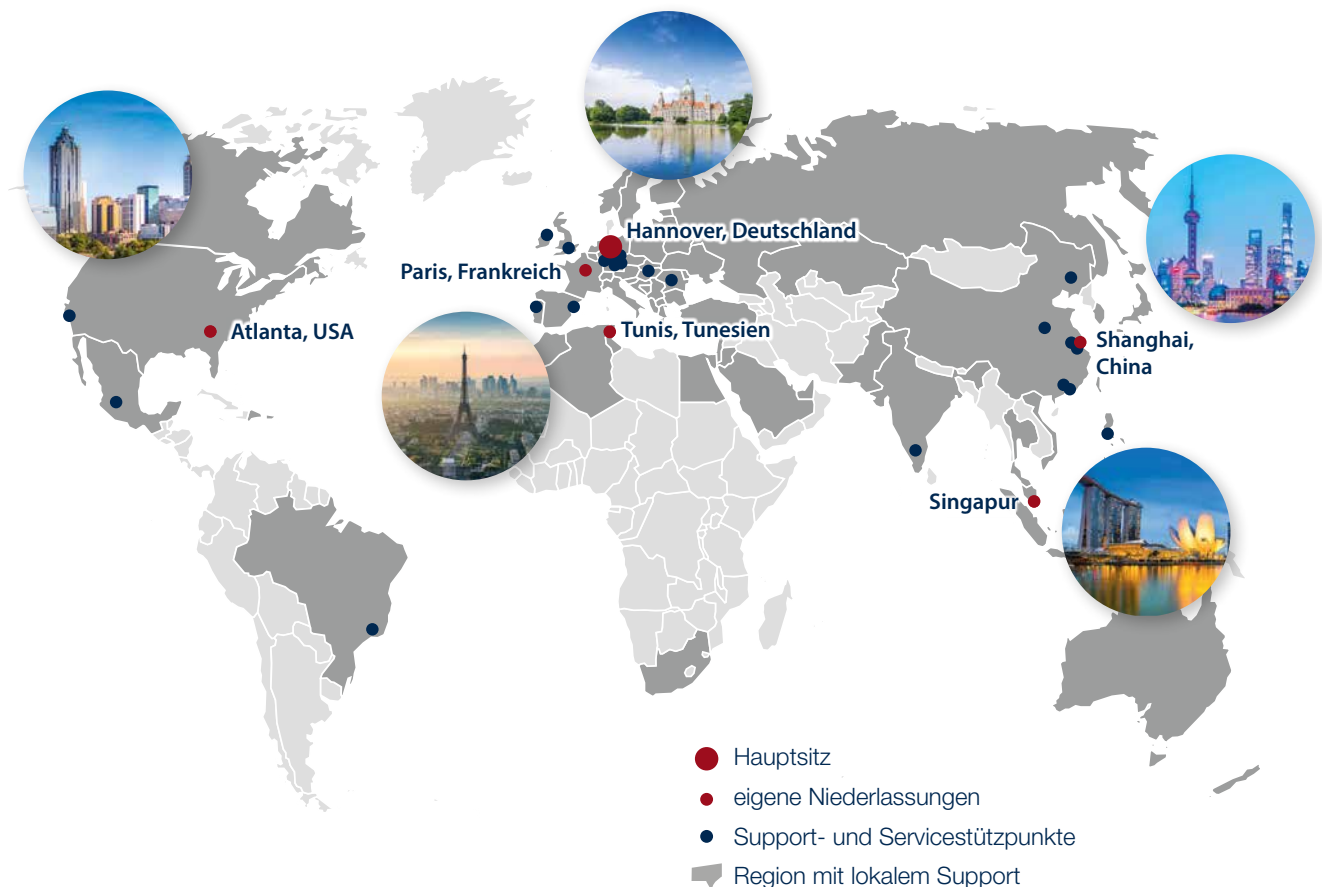 Hannover, Deutschland
Paris, Frankreich
Atlanta, USA
Tunis, Tunesien
Shanghai,
China
Singapur
Hauptsitz
eigene Niederlassungen
Support- und Servicestützpunkte
Region mit lokalem Support